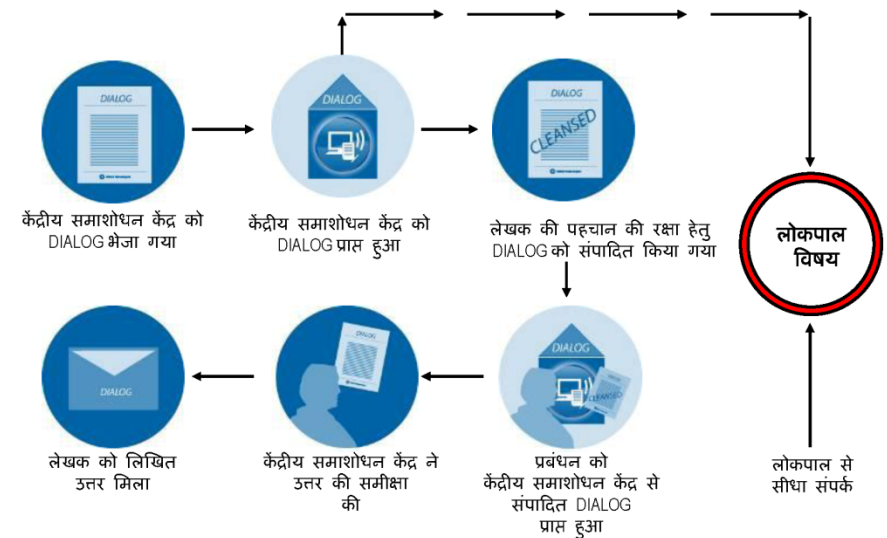 DIALOG
केंद्रीय समाशोधन केंद्र को
DIALOG भेजा गया
DIALOG
केंद्रीय समाशोधन केंद्र को
DIALOG प्राप्त हुआ
DIALOG
CLEANSED
लेखक की पहचान की रक्षा हेतु
DIALOG को संपादित किया गया
लोकपाल
विषय
DIALOG
लेखक को लिखित
उत्तर मिला
DIALOG
केंद्रीय समाशोधन केंद्र ने
उत्तर की समीक्षा
की
DIALOG
CLEANSED
प्रबंधन को
केंद्रीय समाशोधन केंद्र से
संपादित DIALOG
प्राप्त हुआ
लोकपाल से
सीधा संपर्क